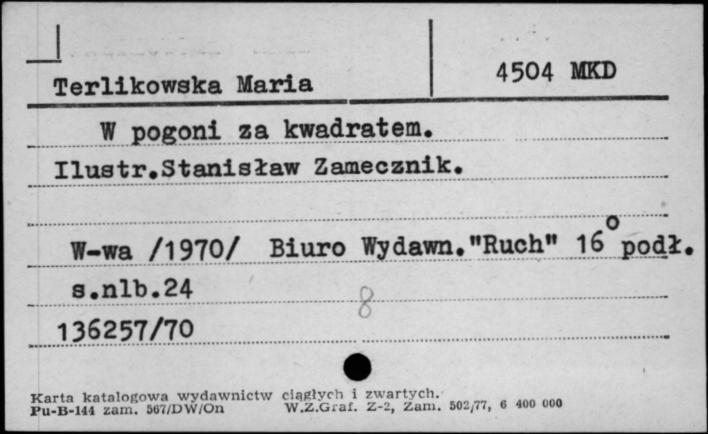 Terlikowska Maria 4504 MKD
W pogoni za kwadratem.
Ilustr.Stanisław Zamecznik.
W-wa /1970/ Biuro Wydawn."Ruch" 16° podł.
s.nlb.24 8
136257/70
Karta katalogowa wydawnictw ciągłych i zwartych.
Pu-B-144 zam. 567/DW/On W.Z.Graf. Z-2, Zam. 502/77, 6 400 000